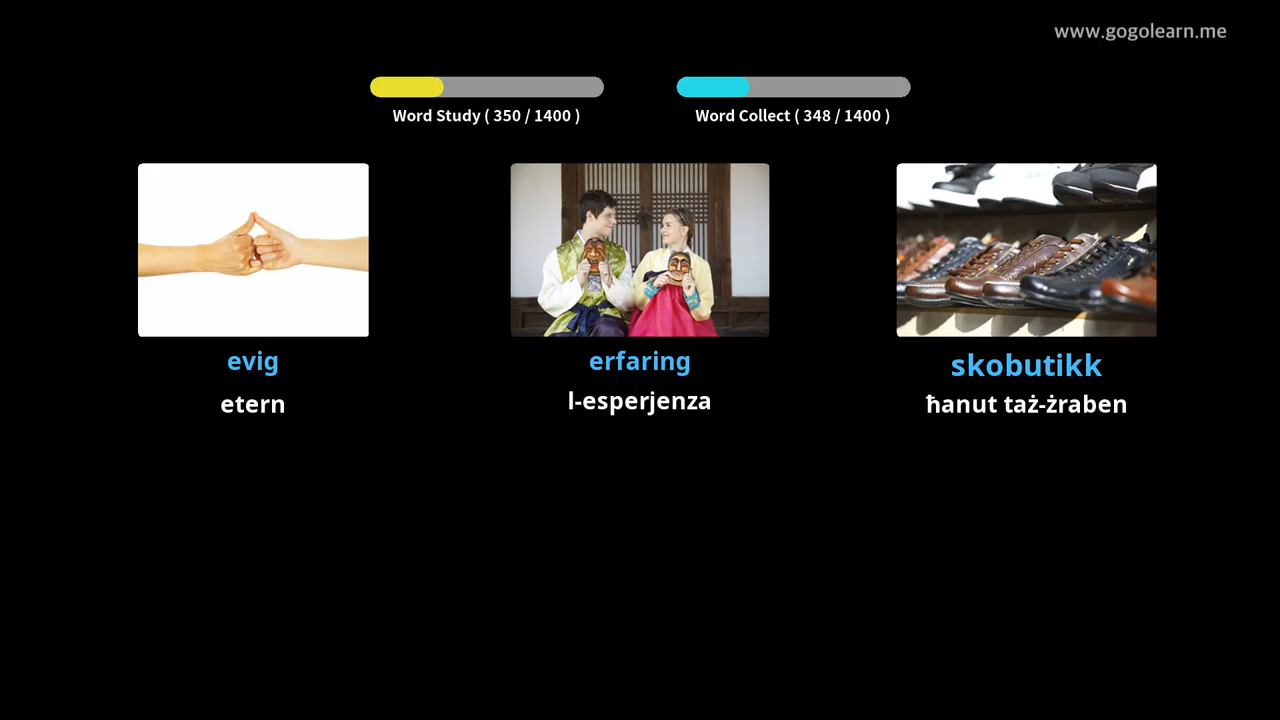 www.gogolearn.me
Word Study ( 350 / 1400 )
Word Collect ( 348 / 1400 )
evig
erfaring
skobutikk
etern
l-esperjenza
ħanut taż-żraben